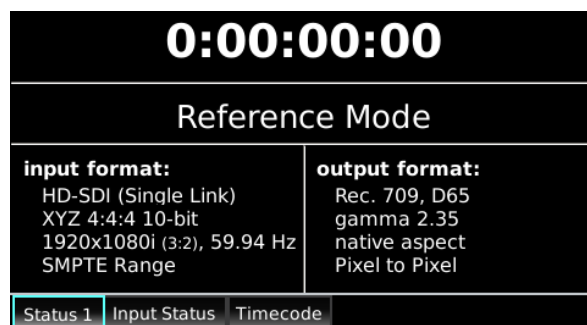 0:00:00:00
Reference Mode
input format:
HD-SDI (Single Link)
XYZ 4:4:4 10-bit
1920x1080i (3:2), 59.94 Hz
SMPTE Range
output format:
Rec. 709, D65
gamma 2.35
native aspect
Pixel to Pixel
Status 1 Input Status Timecode